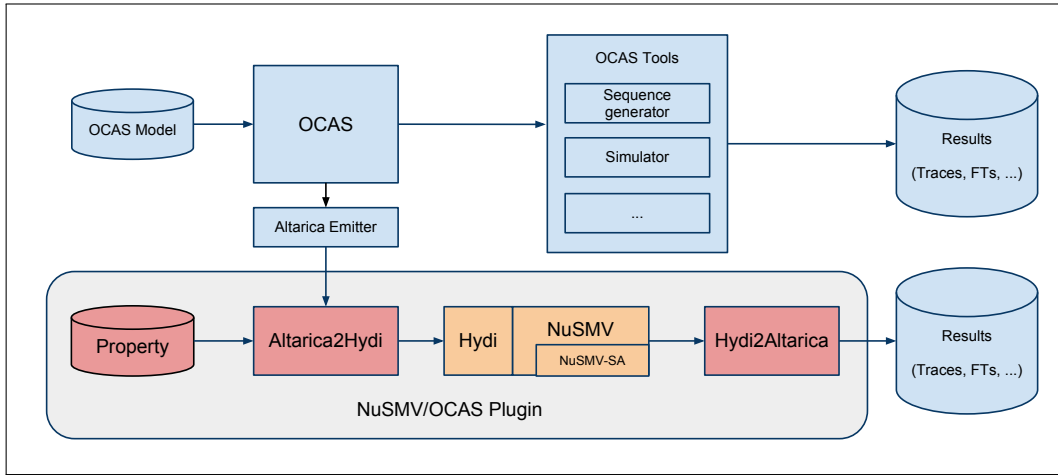 OCAS Model
OCAS
OCAS Tools
Sequence
generator
Simulator
...
Results
(Traces, FTs, ...)
Altarica Emitter
Property
Altarica2Hydi
Hydi
NuSMV
NuSMV-SA
Hydi2Altarica
Results
(Traces, FTs, ...)
NuSMV/OCAS Plugin